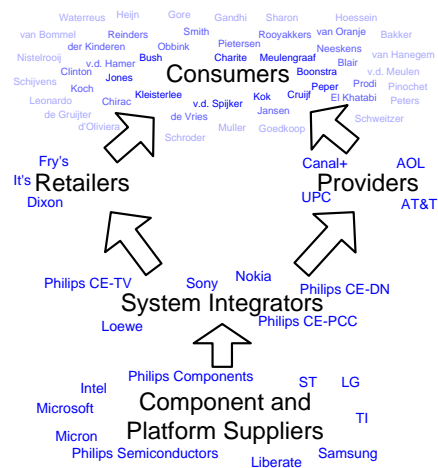 Waterreus Heijn Gore Gandhi Sharon Hoessein
van Bommel Reinders Smith Rooyakkers van Oranje Bakker
der Kinderen Obbink Pietersen Neeskens van Hanegem
Nistelrooij v.d. Hamer Bush Charite Meulengraaf Blair
Schijvens Clinton Jones Consumers Boonstra v.d. Meulen
Koch Kleisterlee Peper Prodi Pinochet
Leonardo Chirac v.d. Spijker Kok Cruijf El Khatabi Peters
de Gruijter de Vries Jansen Schweitzer
d'Oliviera Schroder Muller Goedkoop
Fry's Canal+ AOL
It's Retailers Providers
Dixon UPC AT&T
Philips CE-TV Sony Nokia Philips CE-DN
System Integrators
Loewe Philips CE-PCC
Philips Components ST LG
Intel
Microsoft Component and TI
Micron Platform Suppliers
Philips Semiconductors Liberate Samsung